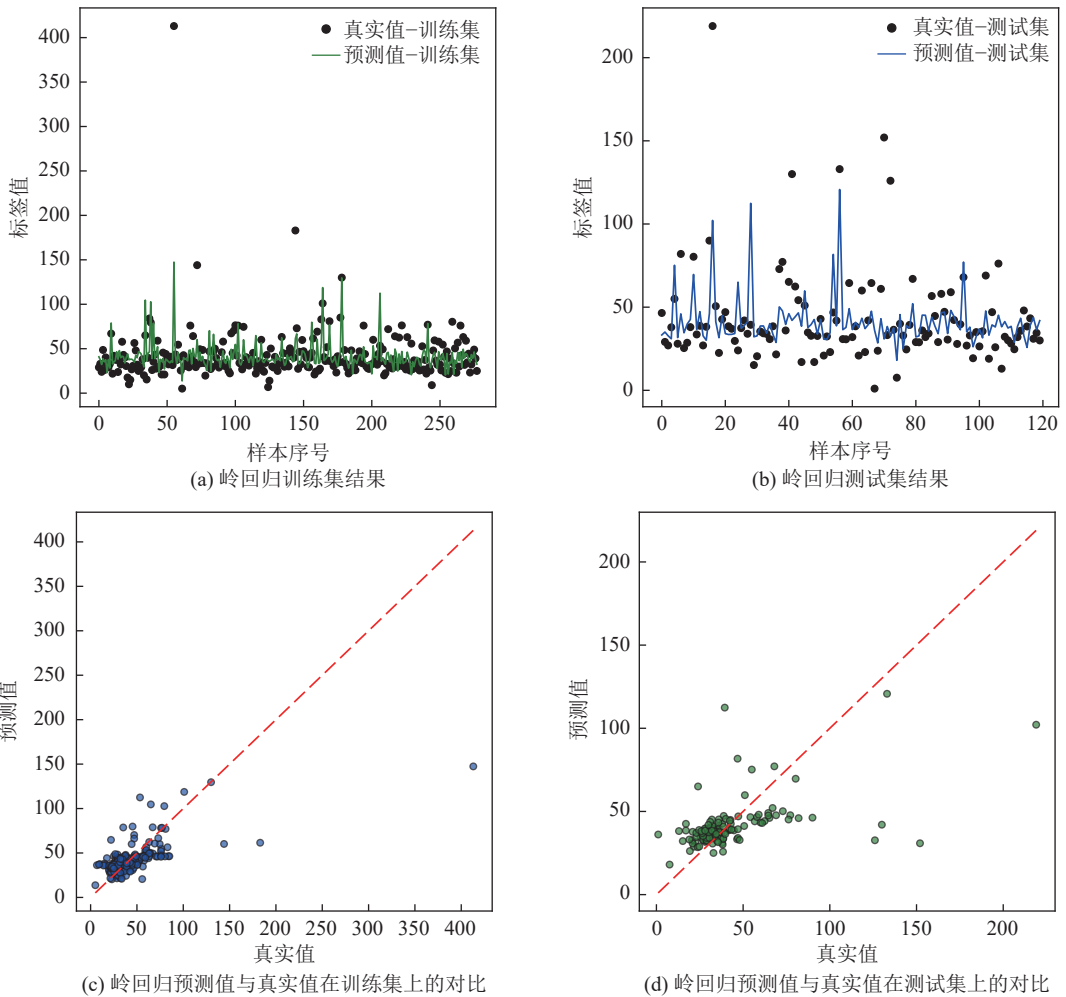 真实值–训练集
预测值–训练集
400
350
300
250
200
150
100
50
0
标签值
0 50 100 150 200 250
样本序号
(a) 岭回归训练集结果
真实值–测试集
预测值–测试集
200
150
100
50
0
标签值
0 20 40 60 80 100 120
样本序号
(b) 岭回归测试集结果
400
350
300
250
200
150
100
50
0
预测值
0 50 100 150 200 250 300 350 400
真实值
(c) 岭回归预测值与真实值在训练集上的对比
200
150
100
50
0
预测值
0 50 100 150 200
真实值
(d) 岭回归预测值与真实值在测试集上的对比